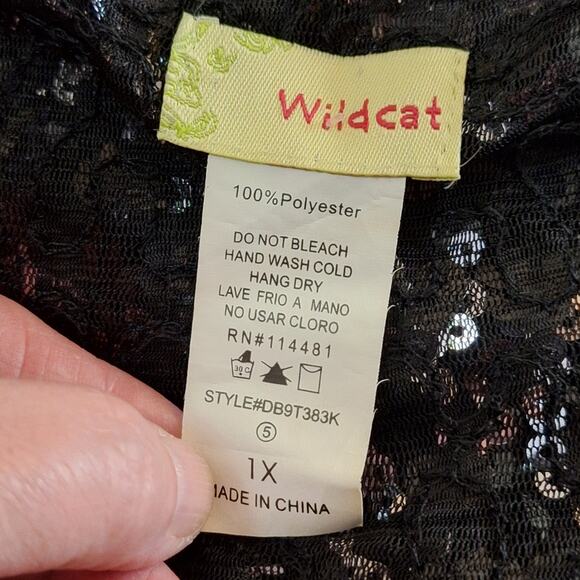 Wildcat
100%Polyester
DO NOT BLEACH
HAND WASH COLD
HANG DRY
LAVE FRIO A MANO
NO USAR CLORO
RN#114481
30C
STYLE#DB9T383K
5
1X
MADE IN CHINA